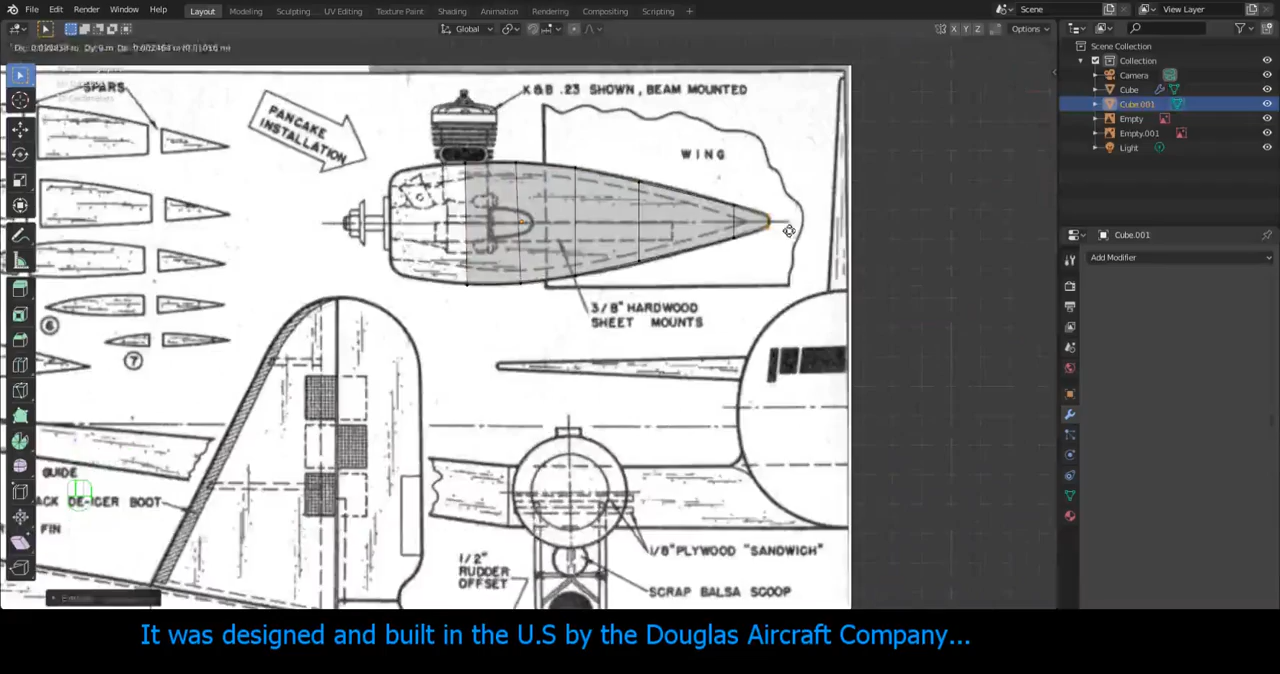 File Edit Render Window Help
Layout Modeling Sculpting UV Editing Texture Paint Shading Animation Rendering Compositing Scripting +
Scene View Layer
Global X Y Z Options
Scene Collection
Collection
Camera
Cube
Cube.001
Empty
Empty.001
Light
Cube.001
Add Modifier
SPARS
K&B .23 SHOWN, BEAM MOUNTED
PANCAKE
INSTALLATION
WING
3/8" HARDWOOD
SHEET MOUNTS
6
7
GUIDE
ACK DE-ICER BOOT
FIN
1/2"
RUDDER
OFFSET
1/8" PLYWOOD "SANDWICH"
SCRAP BALSA SCOOP
It was designed and built in the U.S by the Douglas Aircraft Company...